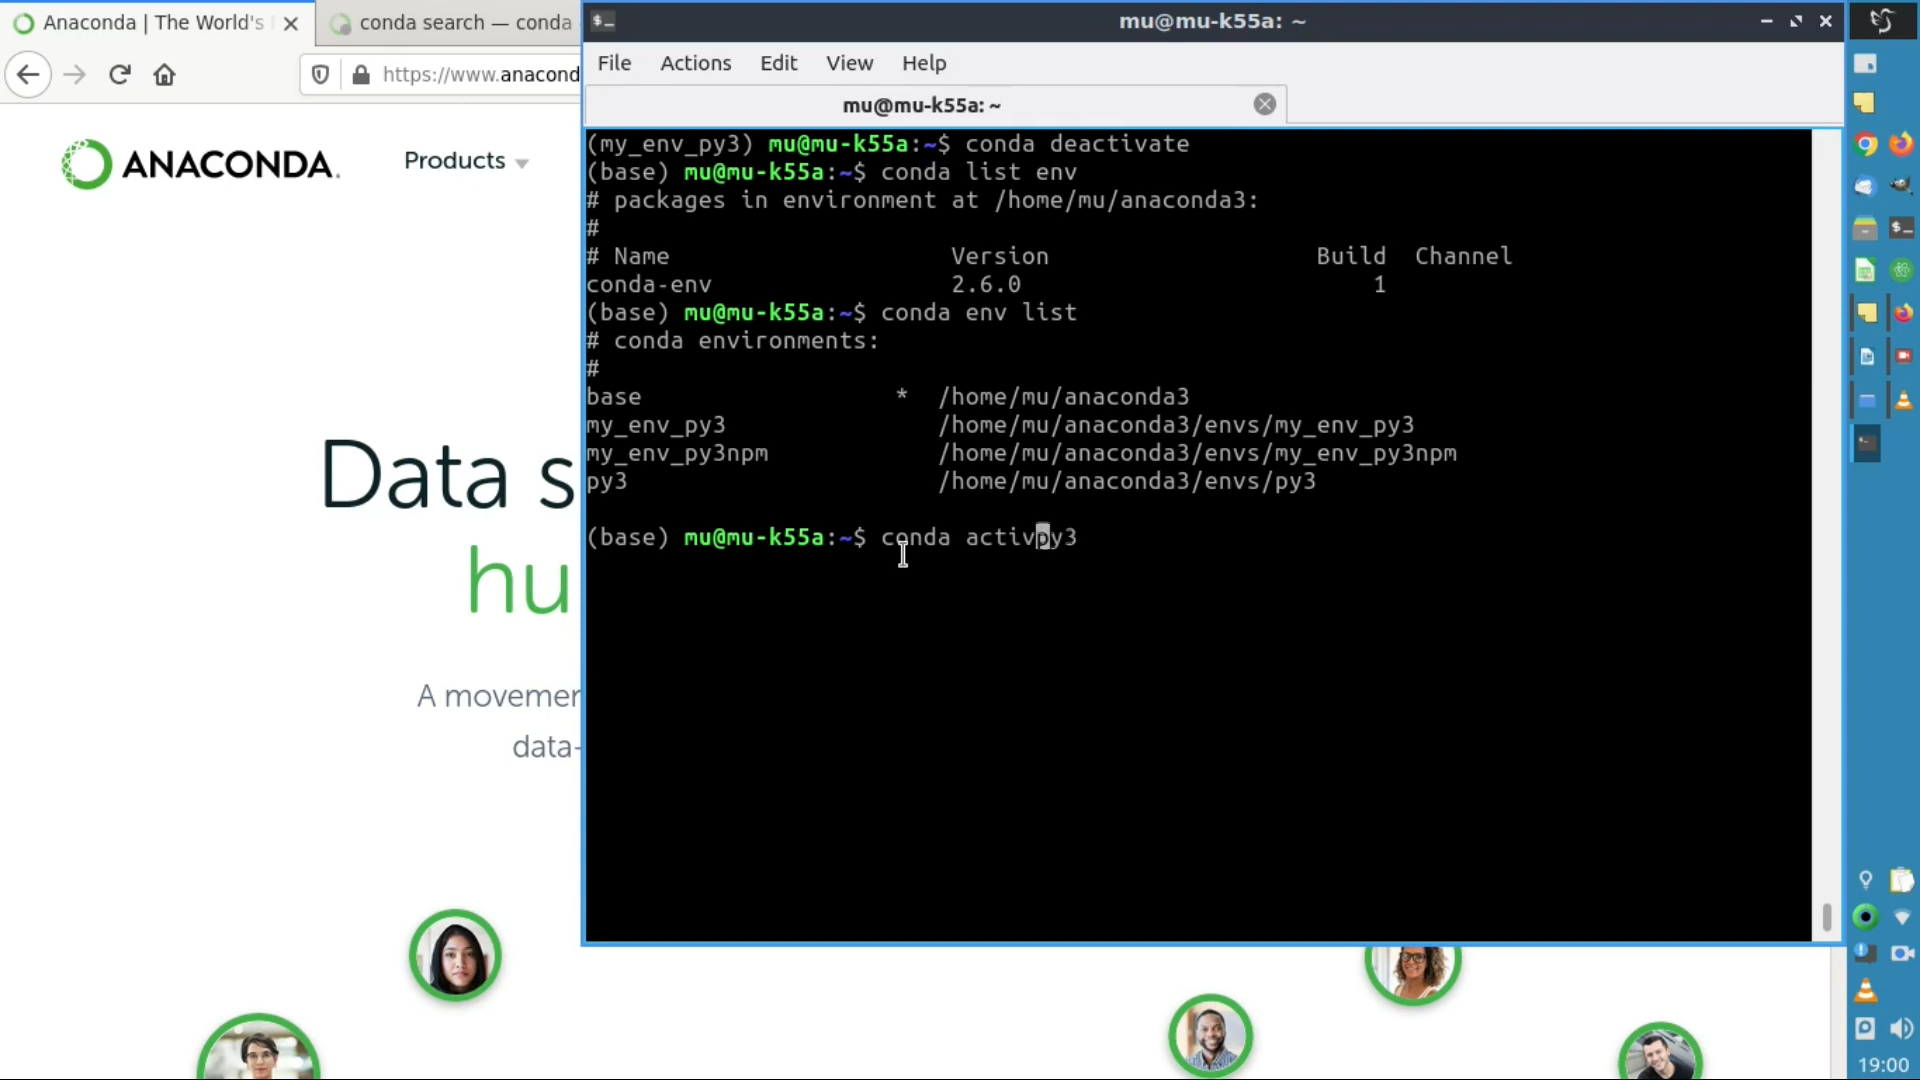 Anaconda | The World's
conda search — conda
https://www.anacond
ANACONDA.
Products
Data s
hu
A movemen
data-
mu@mu-k55a: ~
File Actions Edit View Help
mu@mu-k55a: ~
(my_env_py3) mu@mu-k55a:~$ conda deactivate
(base) mu@mu-k55a:~$ conda list env
# packages in environment at /home/mu/anaconda3:
#
# Name Version Build Channel
conda-env 2.6.0 1
(base) mu@mu-k55a:~$ conda env list
# conda environments:
#
base * /home/mu/anaconda3
my_env_py3 /home/mu/anaconda3/envs/my_env_py3
my_env_py3npm /home/mu/anaconda3/envs/my_env_py3npm
py3 /home/mu/anaconda3/envs/py3
(base) mu@mu-k55a:~$ conda activpy3
19:00